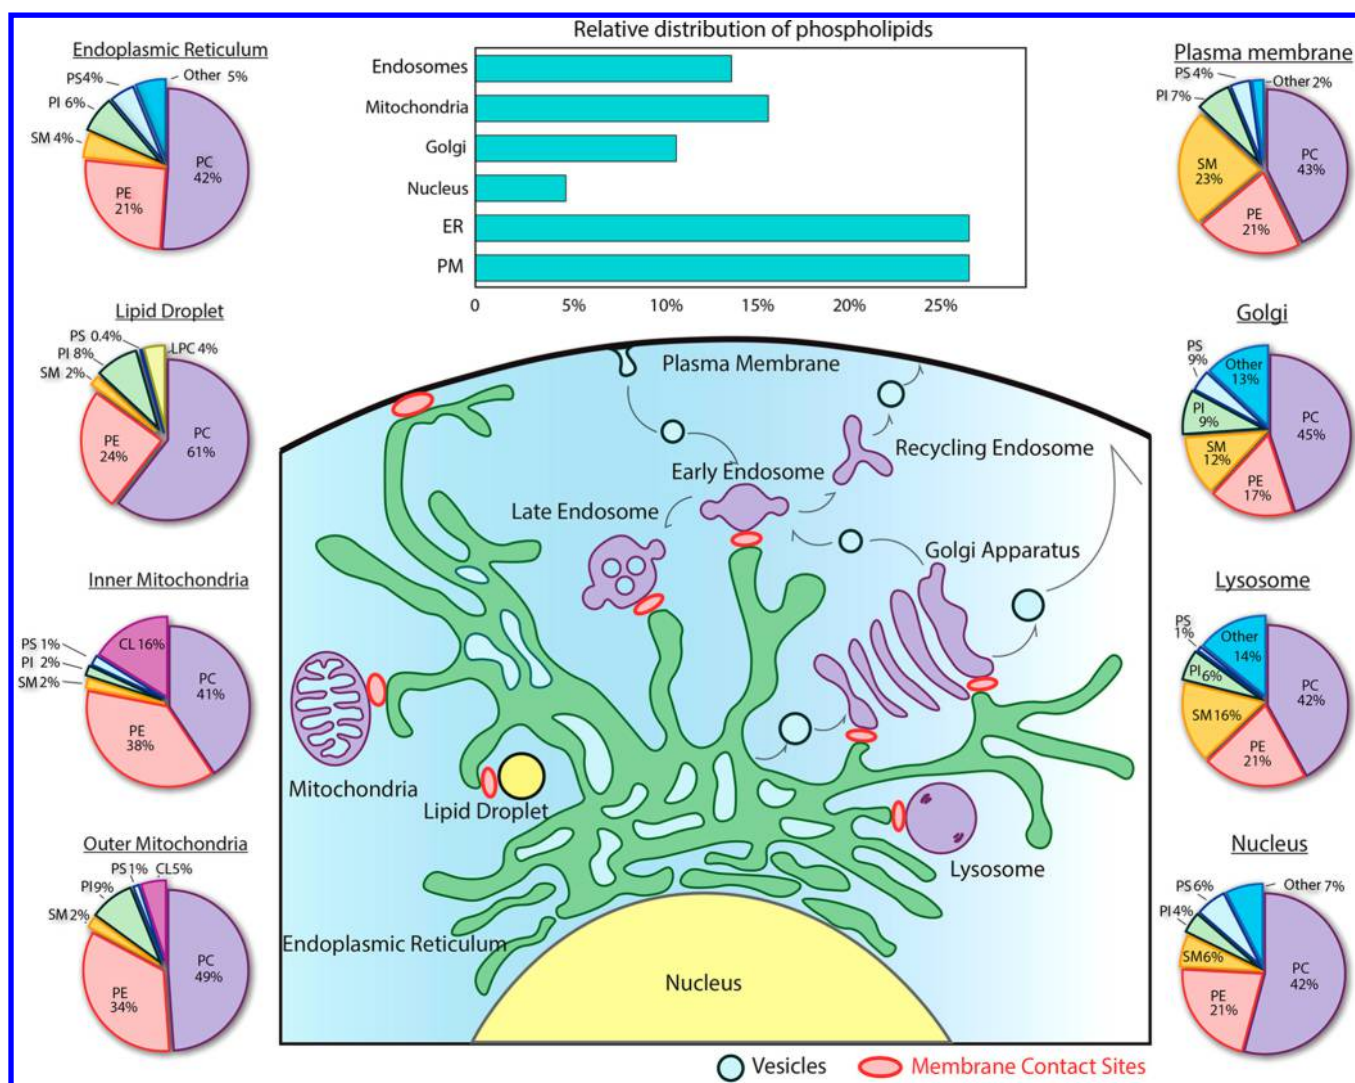 Relative distribution of phospholipids
Endosomes
Mitochondria
Golgi
Nucleus
ER
PM
0 5% 10% 15% 20% 25%
Endoplasmic Reticulum
PS4%
Other 5%
PI 6%
SM 4%
PC
42%
PE
21%
Lipid Droplet
PS 0.4%
LPC 4%
PI 8%
SM 2%
PE
24%
PC
61%
Inner Mitochondria
PS 1%
CL 16%
PI 2%
SM 2%
PC
41%
PE
38%
Outer Mitochondria
PS1%
CL5%
PI9%
SM 2%
PC
49%
PE
34%
Plasma Membrane
Recycling Endosome
Early Endosome
Late Endosome
Golgi Apparatus
Mitochondria
Lipid Droplet
Lysosome
Endoplasmic Reticulum
Nucleus
Vesicles
Membrane Contact Sites
Plasma membrane
PS 4%
Other 2%
PI 7%
PC
43%
SM
23%
PE
21%
Golgi
PS
9%
Other
13%
PI
9%
PC
45%
SM
12%
PE
17%
Lysosome
PS
1%
Other
14%
PI 6%
PC
42%
SM 16%
PE
21%
Nucleus
PS 6%
Other 7%
PI 4%
SM6%
PC
42%
PE
21%